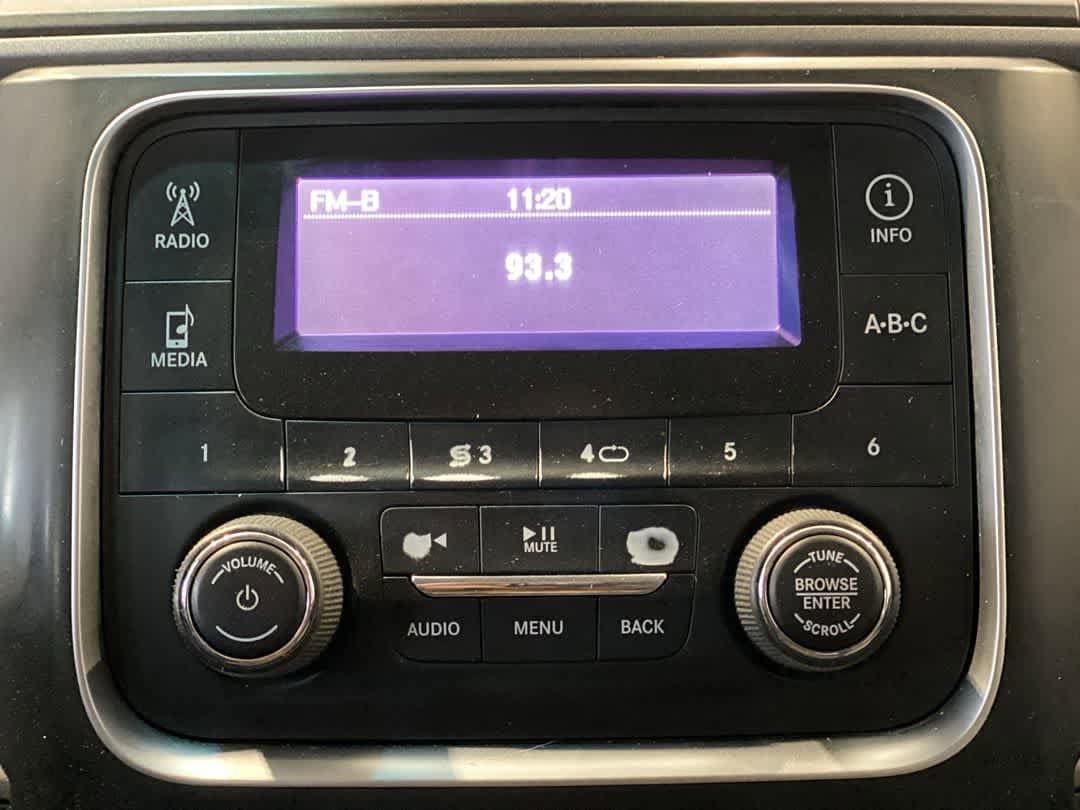 RADIO
MEDIA
FM-B 11:20
93.3
INFO
A·B·C
1 2 3 4 5 6
VOLUME
MUTE
AUDIO MENU BACK
TUNE
BROWSE
ENTER
SCROLL